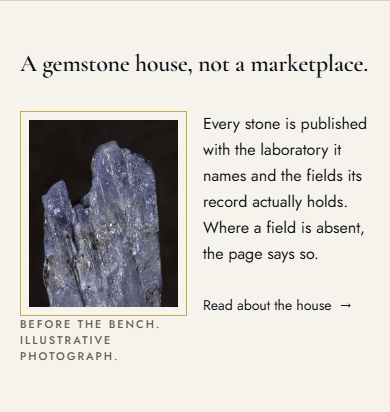 A gemstone house, not a marketplace.
Every stone is published
with the laboratory it
names and the fields its
record actually holds.
Where a field is absent,
the page says so.
Read about the house →
BEFORE THE BENCH.
ILLUSTRATIVE
PHOTOGRAPH.